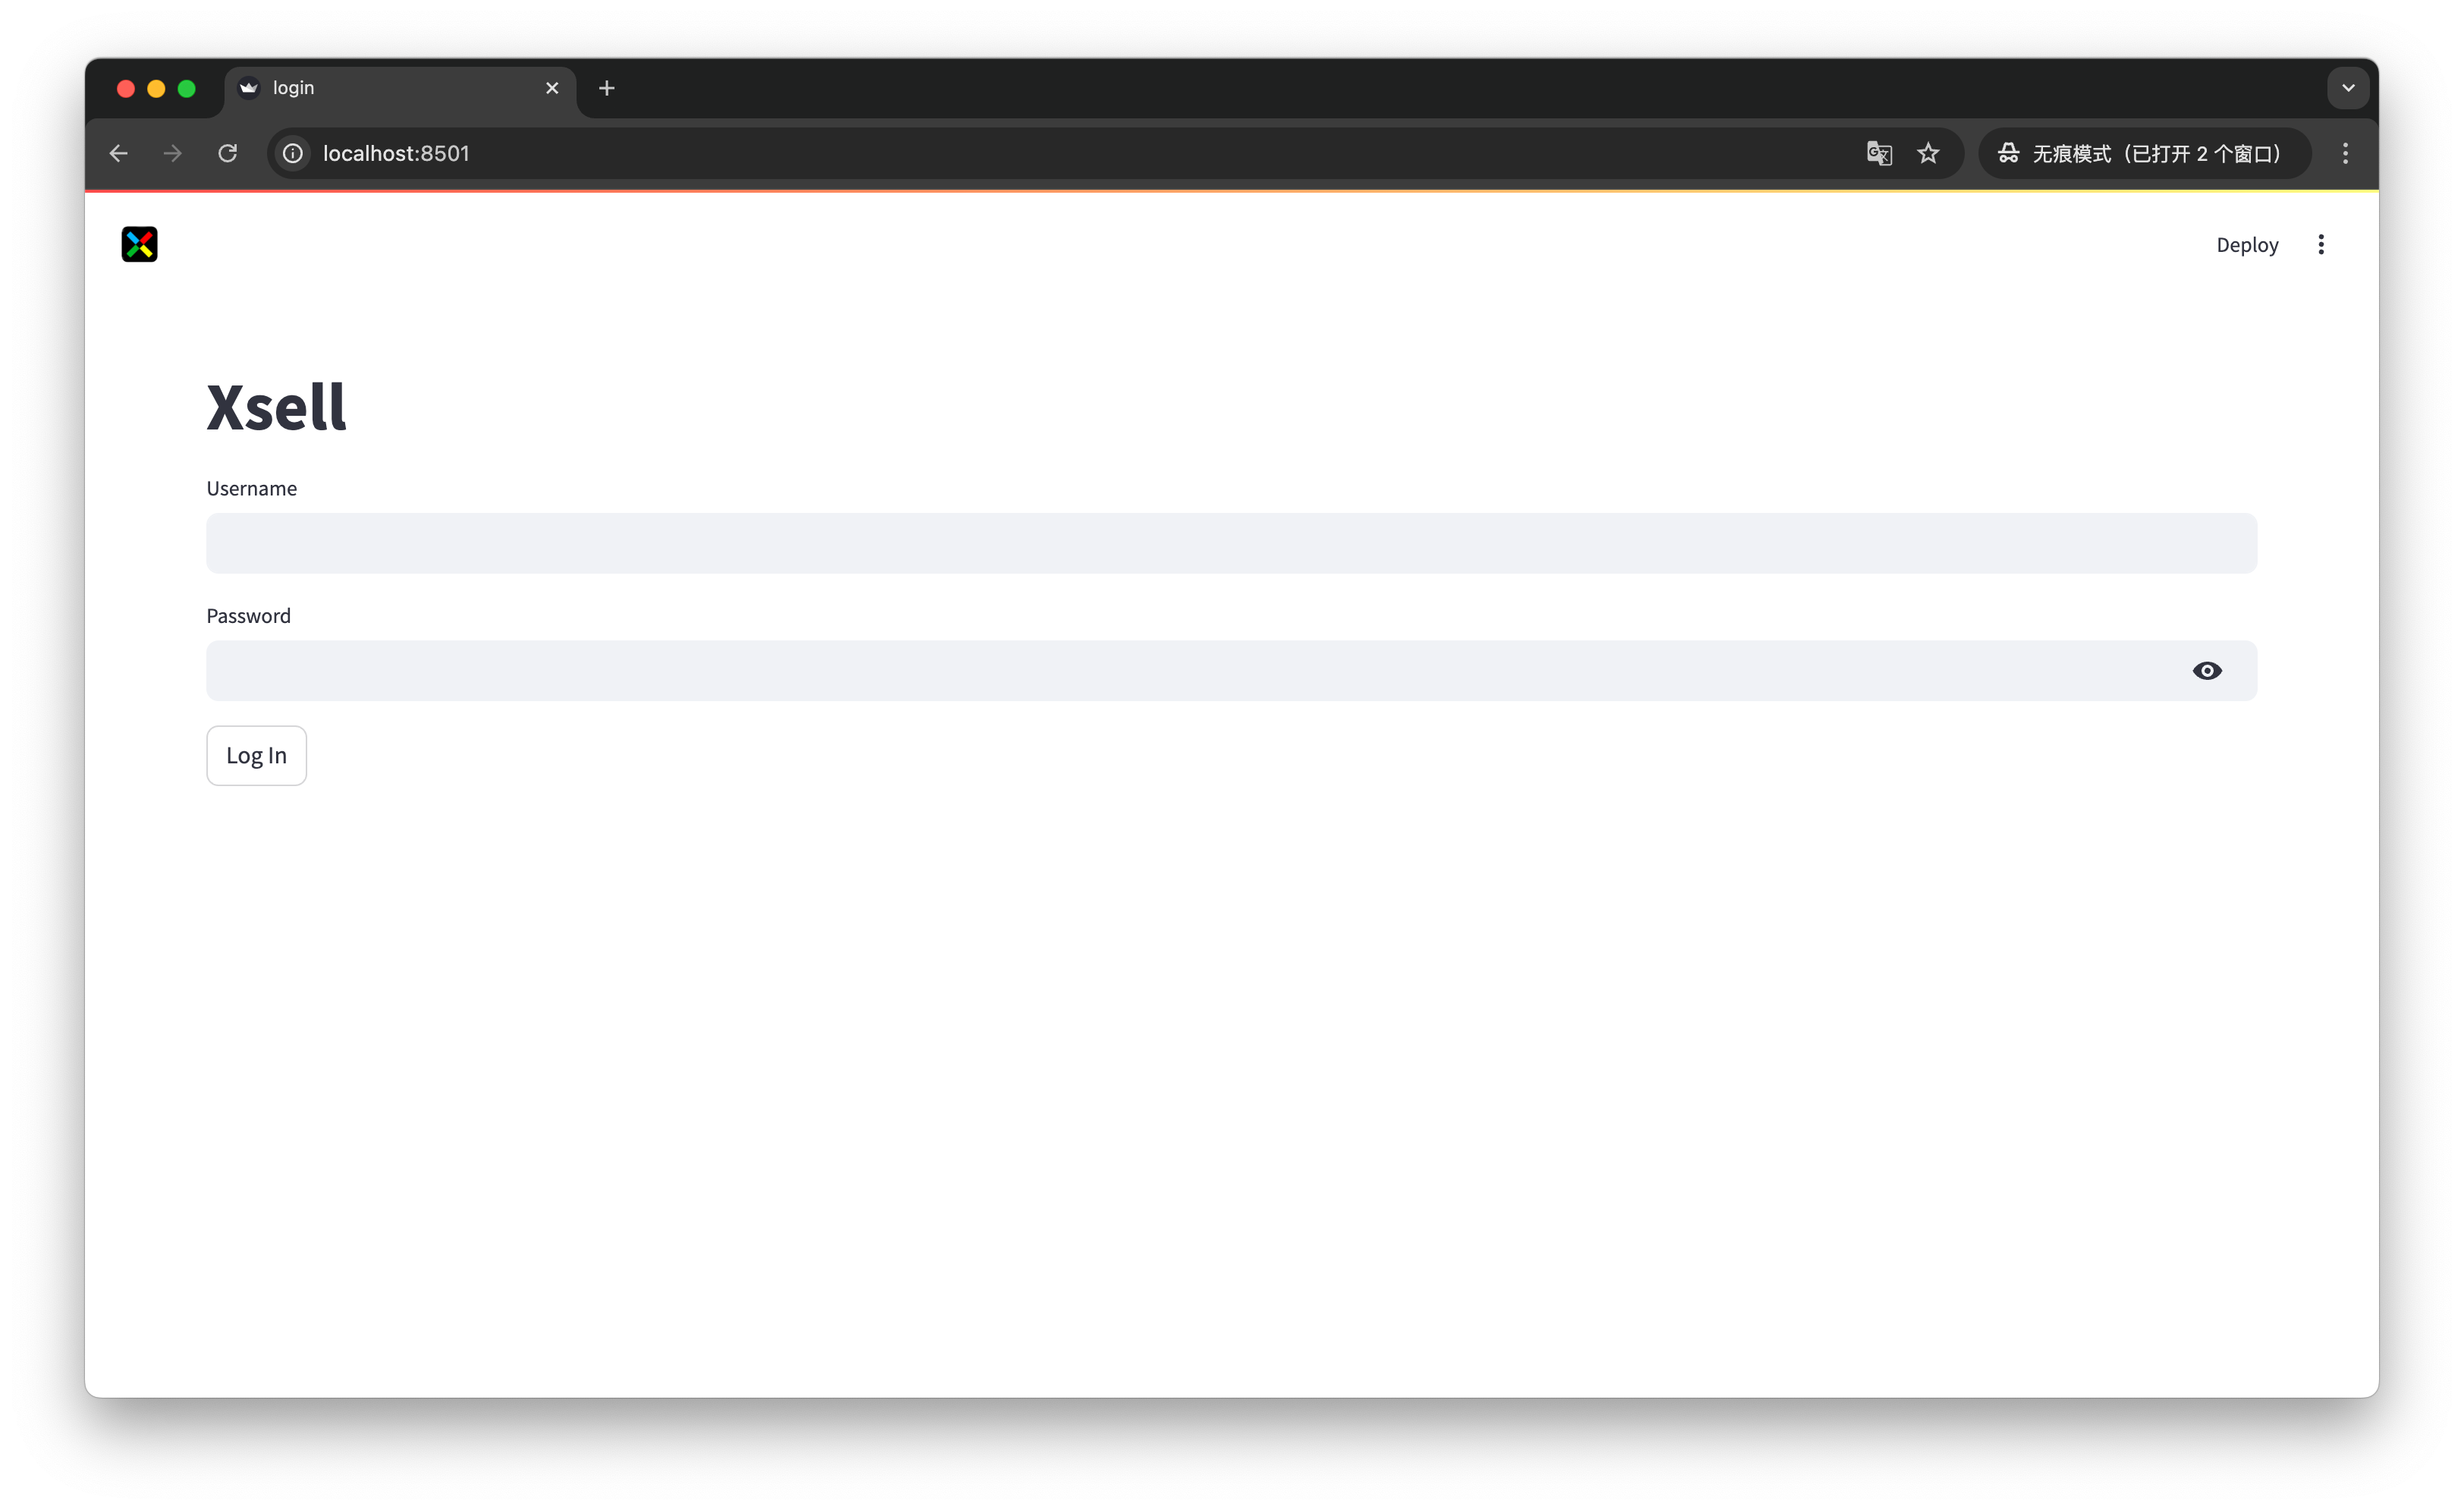 login
localhost:8501
无痕模式（已打开 2 个窗口）
Deploy
Xsell
Username
Password
Log In